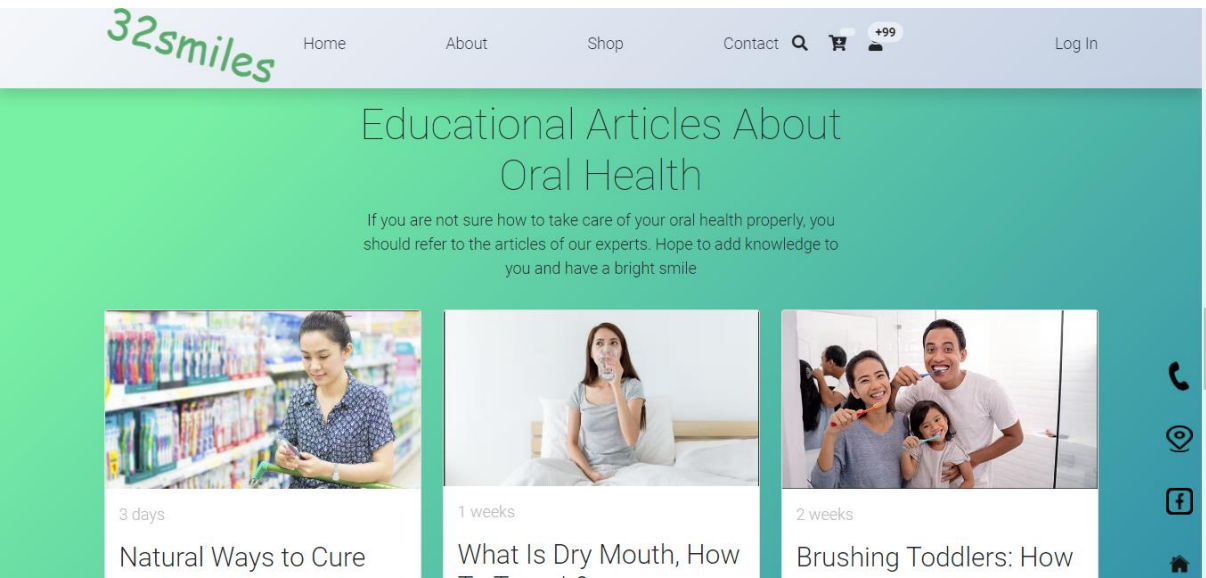 32smiles
Home About Shop Contact +99 Log In
Educational Articles About
Oral Health
If you are not sure how to take care of your oral health properly, you
should refer to the articles of our experts. Hope to add knowledge to
you and have a bright smile
3 days
Natural Ways to Cure
1 weeks
What Is Dry Mouth, How
2 weeks
Brushing Toddlers: How